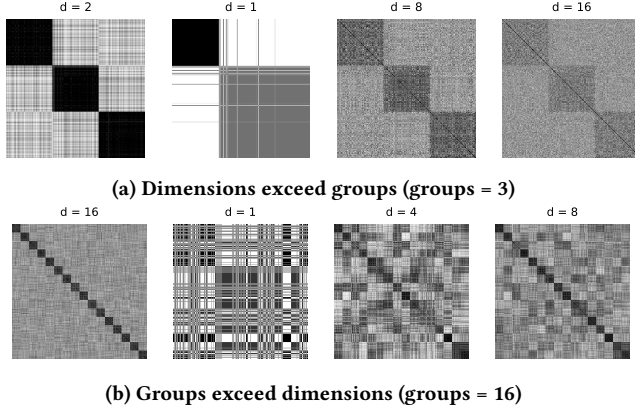 d = 2 d = 1 d = 8 d = 16
(a) Dimensions exceed groups (groups = 3)
d = 16 d = 1 d = 4 d = 8
(b) Groups exceed dimensions (groups = 16)